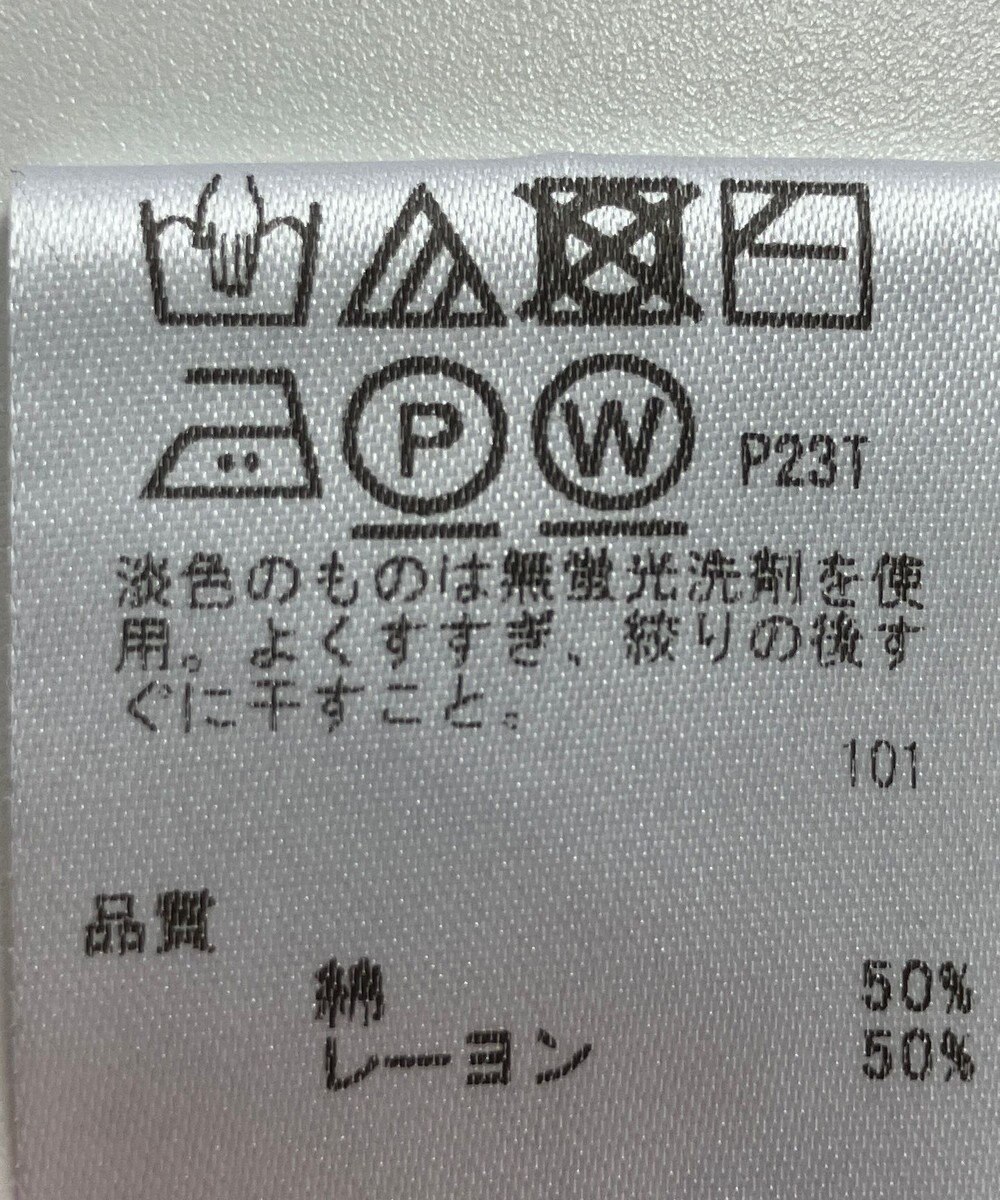 P W P23T
淡色のものは無蛍光洗剤を使
用。よくすすぎ、絞りの後す
ぐに干すこと。
101
品質
綿 50%
レーヨン 50%